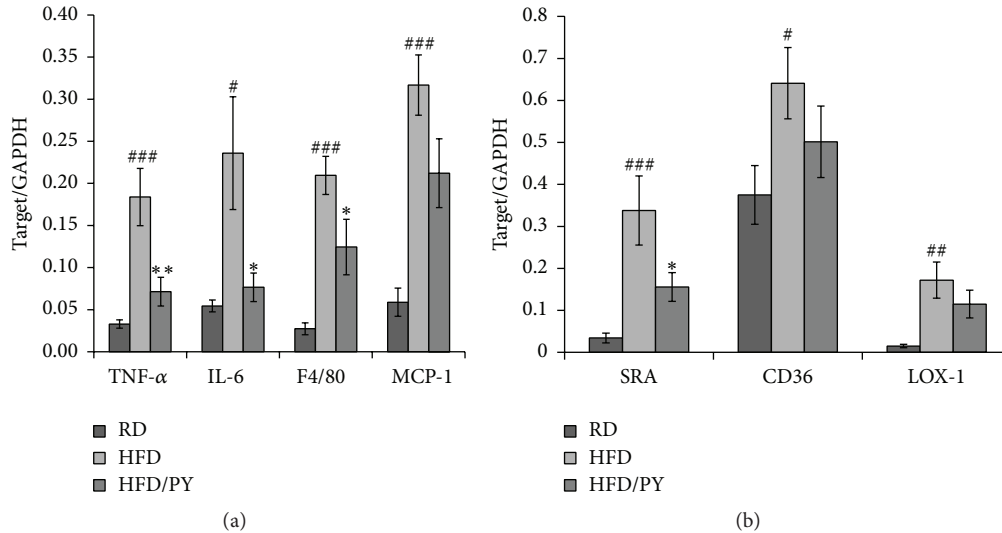 0.40
0.35
0.30
0.25
0.20
0.15
0.10
0.05
0.00
Target/GAPDH
###
**
#
*
###
*
###
TNF-α IL-6 F4/80 MCP-1
RD
HFD
HFD/PY
(a)
0.8
0.7
0.6
0.5
0.4
0.3
0.2
0.1
0
Target/GAPDH
###
*
#
##
SRA CD36 LOX-1
RD
HFD
HFD/PY
(b)